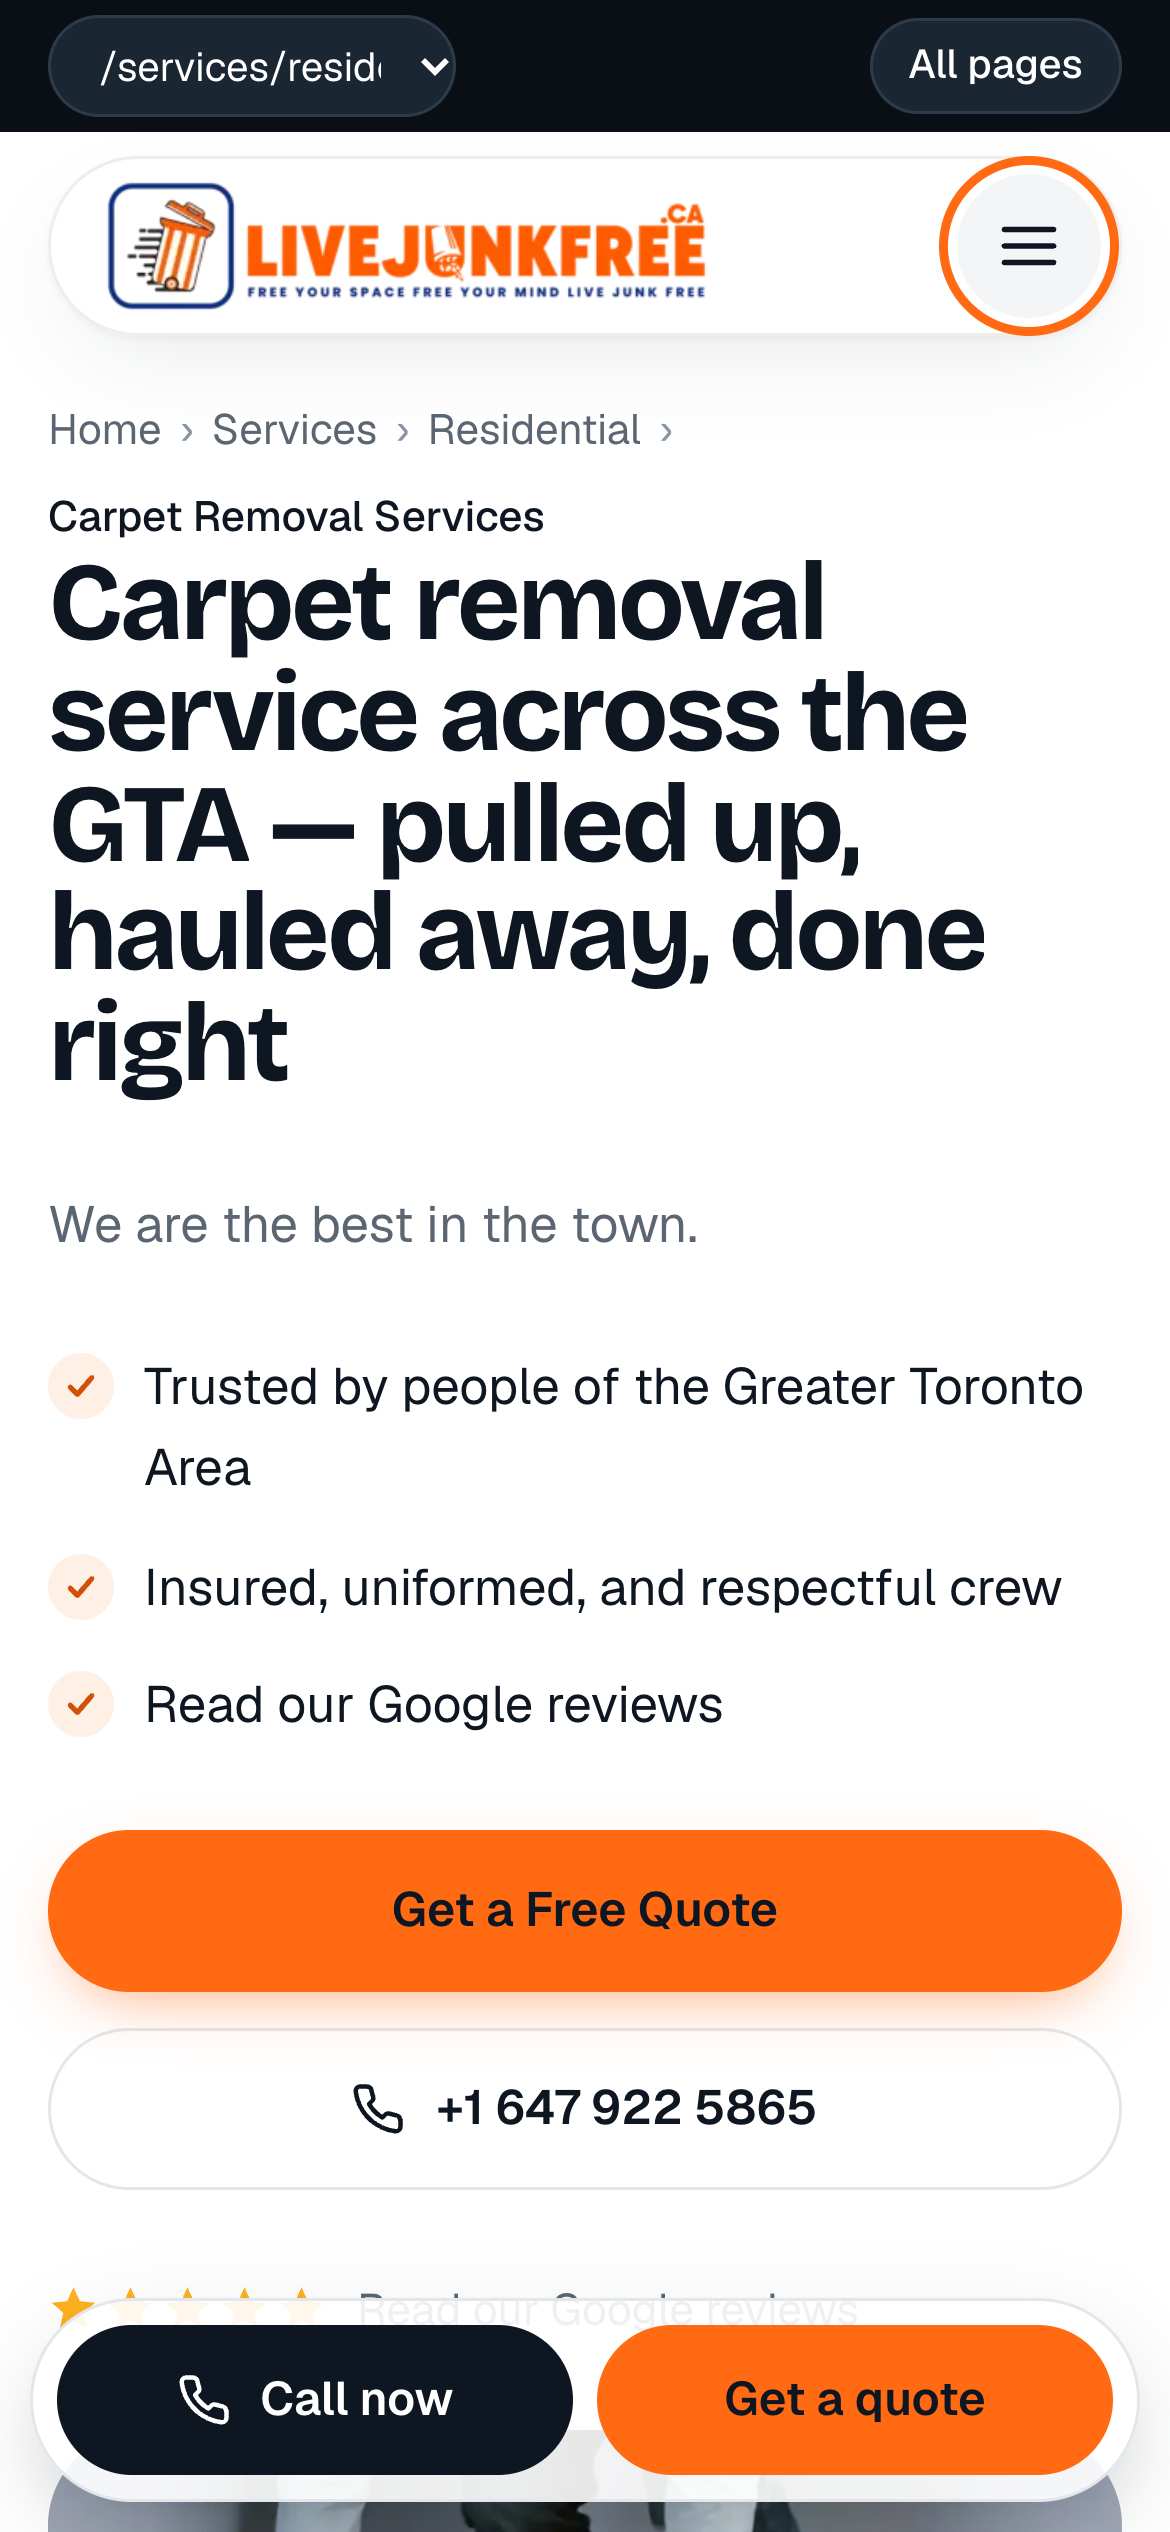 /services/resid
All pages
LIVEJUNKFREE.CA
FREE YOUR SPACE FREE YOUR MIND LIVE JUNK FREE
Home › Services › Residential ›
Carpet Removal Services
Carpet removal
service across the
GTA — pulled up,
hauled away, done
right
We are the best in the town.
Trusted by people of the Greater Toronto
Area
Insured, uniformed, and respectful crew
Read our Google reviews
Get a Free Quote
+1 647 922 5865
Read our Google reviews
Call now
Get a quote